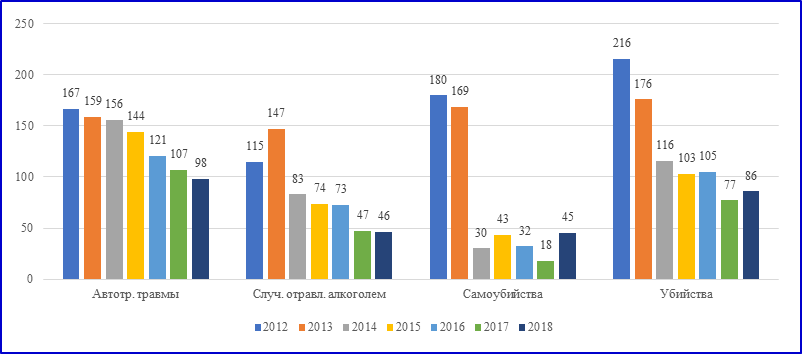 250
200
150
100
50
0
167 159 156 144 121 107 98
115 147 83 74 73 47 46
180 169 30 43 32 18 45
216 176 116 103 105 77 86
Автотр. травмы Случ. отравл. алкоголем Самоубийства Убийства
2012 2013 2014 2015 2016 2017 2018